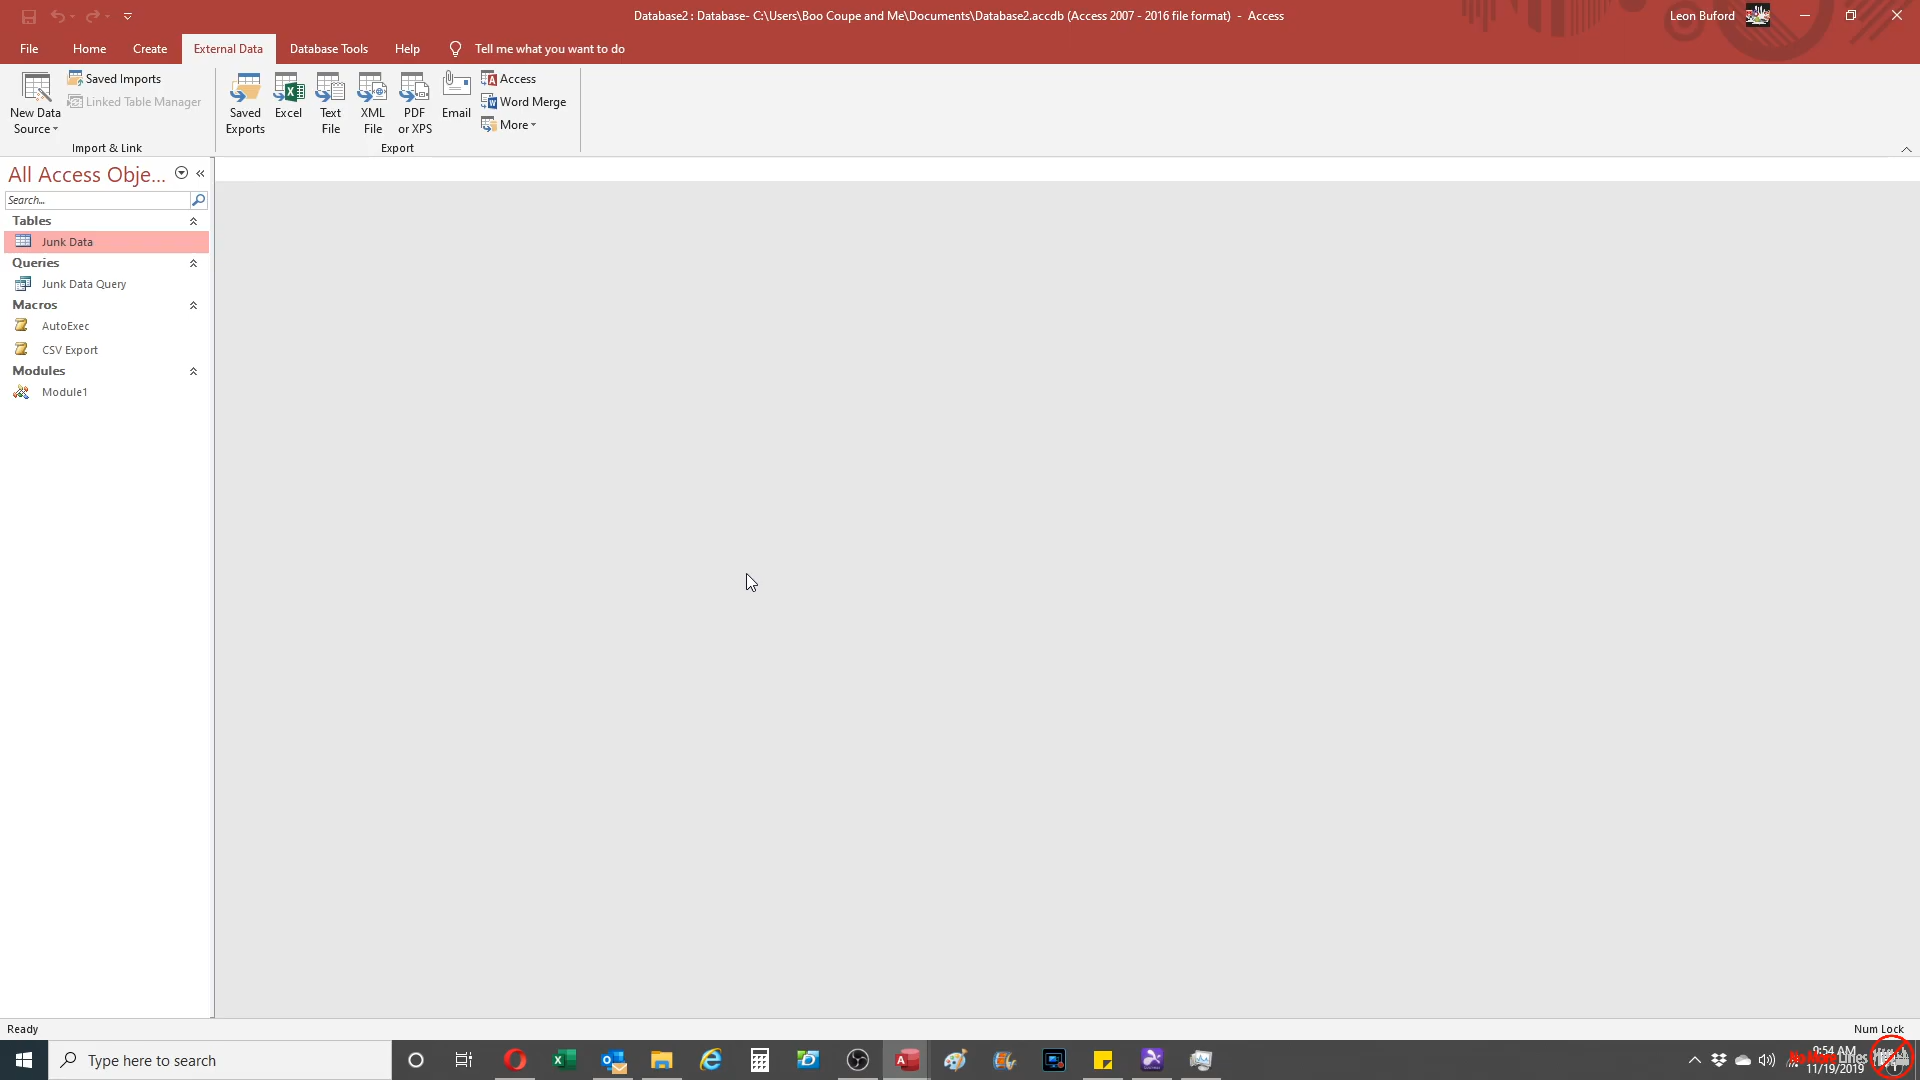 Database2 : Database- C:\Users\Boo Coupe and Me\Documents\Database2.accdb (Access 2007 - 2016 file format) - Access
Leon Buford
File Home Create External Data Database Tools Help Tell me what you want to do
New Data Source
Saved Imports
Linked Table Manager
Import & Link
Saved Exports
Excel
Text File
XML File
PDF or XPS
Email
Access
Word Merge
More
Export
All Access Obje...
Search...
Tables
Junk Data
Queries
Junk Data Query
Macros
AutoExec
CSV Export
Modules
Module1
Ready
Num Lock
Type here to search
9:54 AM
No More Lines
11/19/2019